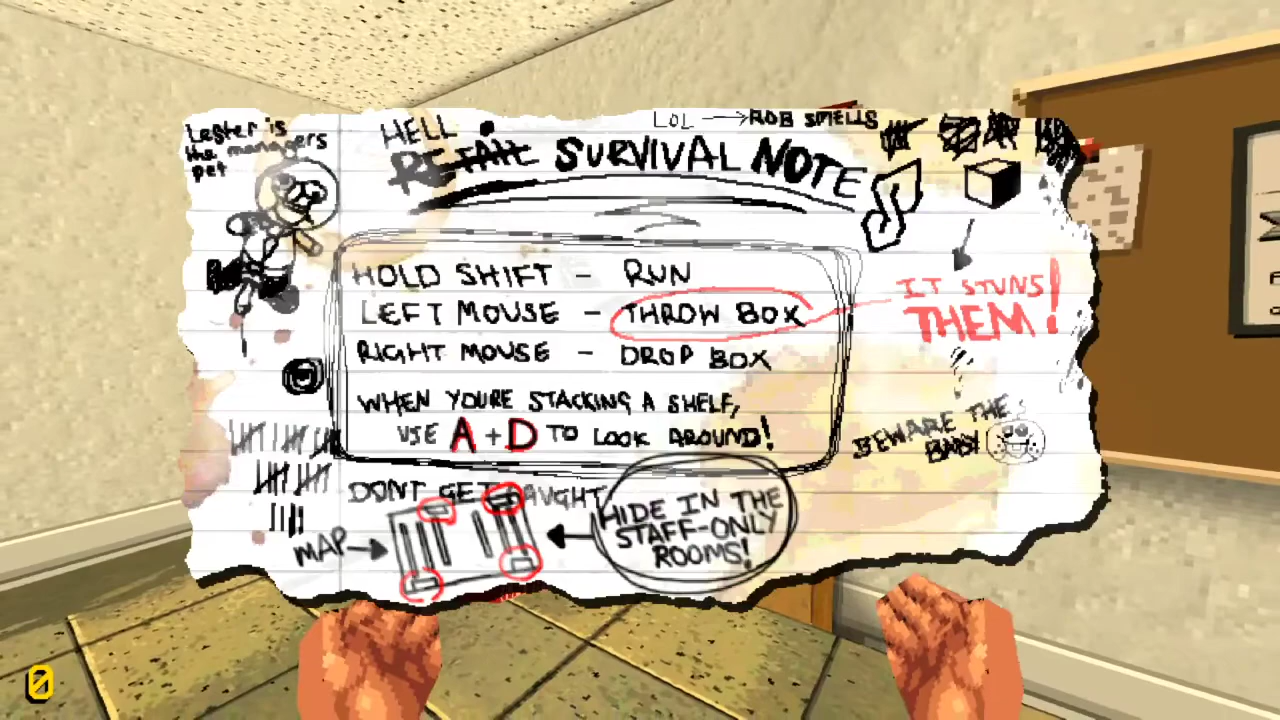 Lester is
the managers
pet
LOL → ROB SMELLS
HELL
RETAIL SURVIVAL NOTE
HOLD SHIFT - RUN
LEFT MOUSE - THROW BOX
RIGHT MOUSE - DROP BOX
WHEN YOURE STACKING A SHELF,
USE A + D TO LOOK AROUND!
IT STUNS
THEM!
BEWARE THE
BABY
DONT GET CAUGHT
HIDE IN THE
STAFF-ONLY
ROOMS!
MAP
0